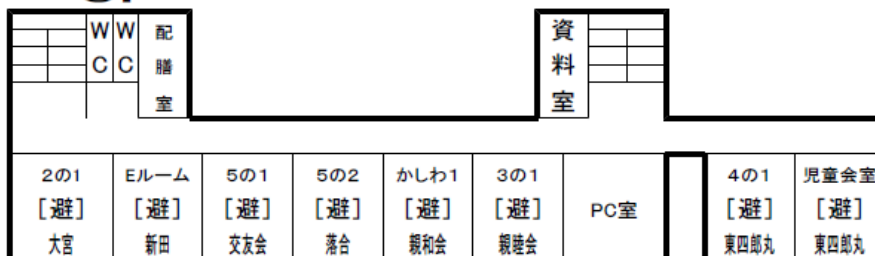 WC
WC
配膳室
資料室
2の1
[避]
大宮
Eルーム
[避]
新田
5の1
[避]
交友会
5の2
[避]
落合
かしわ1
[避]
親和会
3の1
[避]
親睦会
PC室
4の1
[避]
東四郎丸
児童会室
[避]
東四郎丸